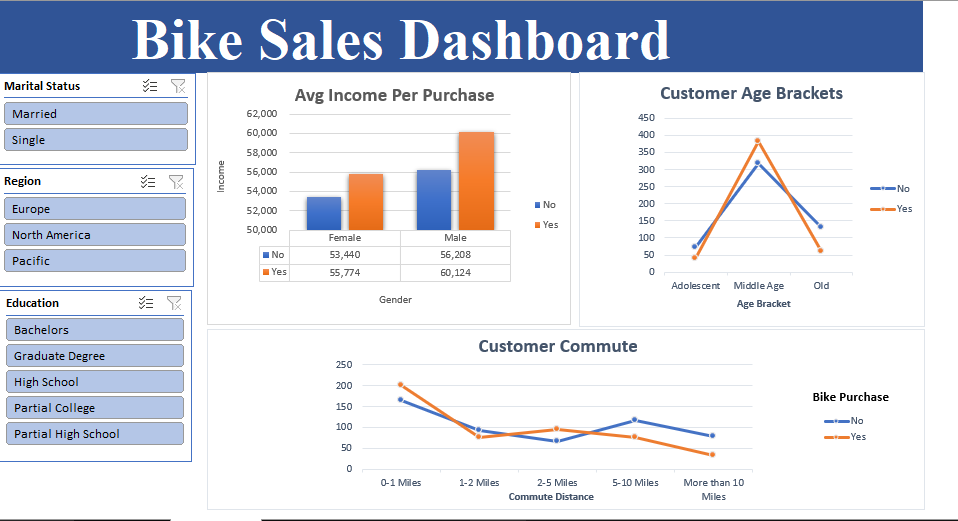 Bike Sales Dashboard
Marital Status
Married
Single
Region
Europe
North America
Pacific
Education
Bachelors
Graduate Degree
High School
Partial College
Partial High School
Avg Income Per Purchase
62,000
60,000
58,000
56,000
54,000
52,000
50,000
Income
Female Male
No 53,440 56,208
Yes 55,774 60,124
Gender
No
Yes
Customer Age Brackets
450
400
350
300
250
200
150
100
50
0
Adolescent Middle Age Old
Age Bracket
No
Yes
Customer Commute
250
200
150
100
50
0
0-1 Miles 1-2 Miles 2-5 Miles 5-10 Miles More than 10
Miles
Commute Distance
Bike Purchase
No
Yes